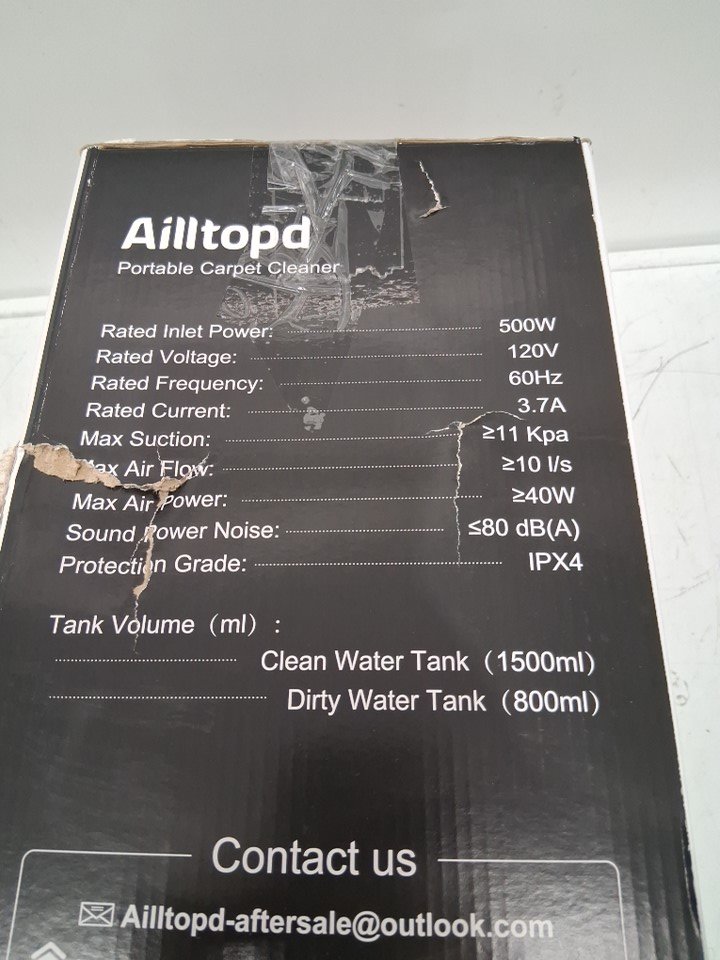 Ailltopd
Portable Carpet Cleaner
Rated Inlet Power: 500W
Rated Voltage: 120V
Rated Frequency: 60Hz
Rated Current: 3.7A
Max Suction: ≥11 Kpa
Max Air Flow: ≥10 l/s
Max Air Power: ≥40W
Sound Power Noise: ≤80 dB(A)
Protection Grade: IPX4
Tank Volume（ml）:
Clean Water Tank（1500ml）
Dirty Water Tank（800ml）
Contact us
Ailltopd-aftersale@outlook.com